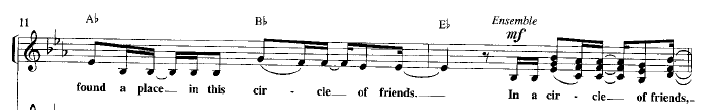 11 A♭ B♭ E♭ Ensemble
mf
found a place in this cir - cle of friends. In a cir - cle of friends,